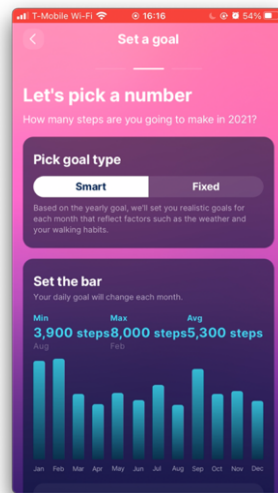 T-Mobile Wi-Fi 16:16 54%
Set a goal
Let's pick a number
How many steps are you going to make in 2021?
Pick goal type
Smart Fixed
Based on the yearly goal, we'll set you realistic goals for
each month that reflect factors such as the weather and
your walking habits.
Set the bar
Your daily goal will change each month.
Min Max Avg
3,900 steps 8,000 steps 5,300 steps
Aug Feb
Jan Feb Mar Apr May Jun Jul Aug Sep Oct Nov Dec